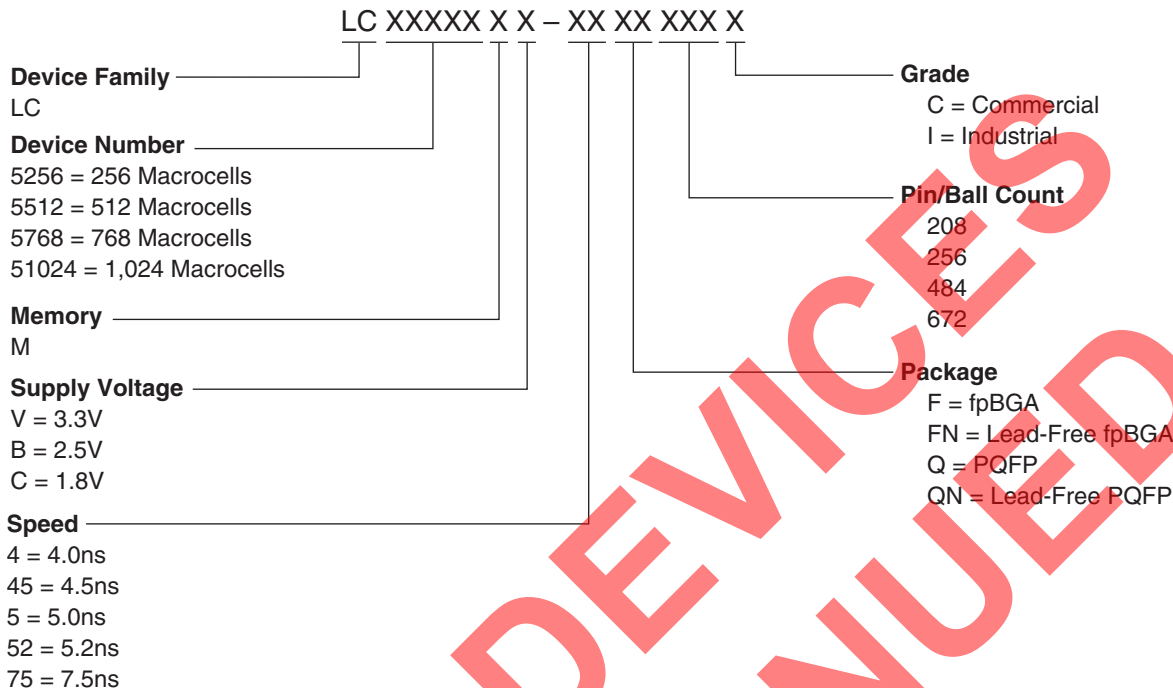 LC XXXXX X X – XX XX XXX X
Device Family
LC
Device Number
5256 = 256 Macrocells
5512 = 512 Macrocells
5768 = 768 Macrocells
51024 = 1,024 Macrocells
Memory
M
Supply Voltage
V = 3.3V
B = 2.5V
C = 1.8V
Speed
4 = 4.0ns
45 = 4.5ns
5 = 5.0ns
52 = 5.2ns
75 = 7.5ns
Grade
C = Commercial
I = Industrial
Pin/Ball Count
208
256
484
672
Package
F = fpBGA
FN = Lead-Free fpBGA
Q = PQFP
QN = Lead-Free PQFP
DEVICES
NUED